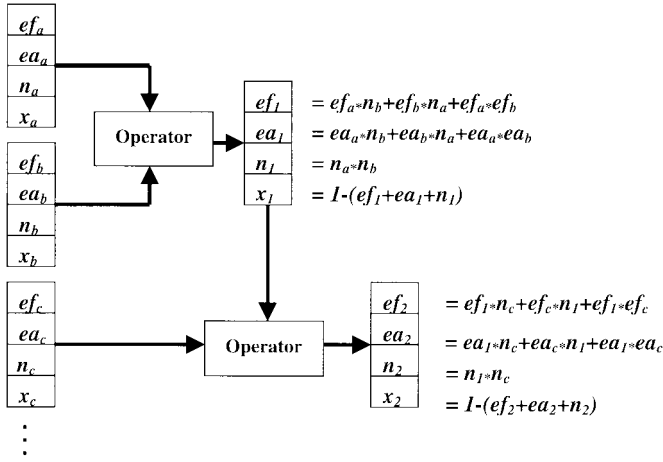 ef_a
ea_a
n_a
x_a
Operator
ef_b
ea_b
n_b
x_b
ef_1 = ef_a*n_b+ef_b*n_a+ef_a*ef_b
ea_1 = ea_a*n_b+ea_b*n_a+ea_a*ea_b
n_1 = n_a*n_b
x_1 = 1-(ef_1+ea_1+n_1)
ef_c
ea_c
n_c
x_c
Operator
ef_2 = ef_1*n_c+ef_c*n_1+ef_1*ef_c
ea_2 = ea_1*n_c+ea_c*n_1+ea_1*ea_c
n_2 = n_1*n_c
x_2 = 1-(ef_2+ea_2+n_2)